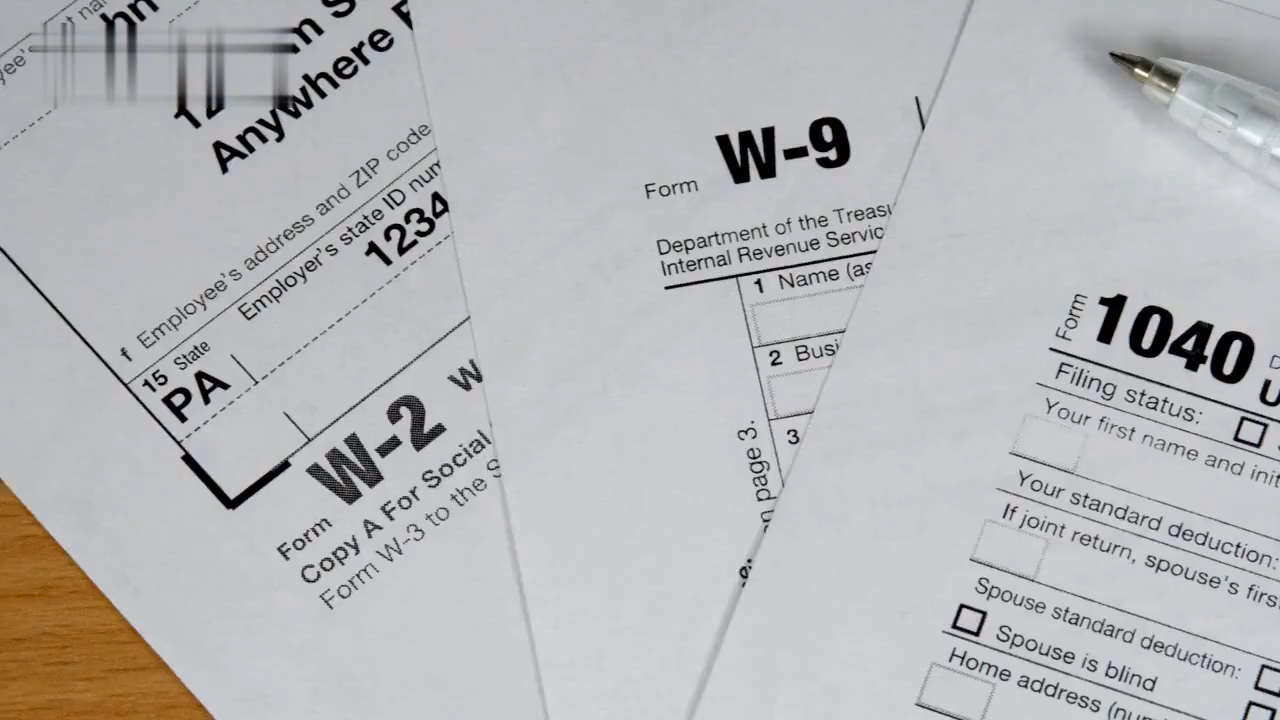 Anywhere
f Employee's address and ZIP code
15 State
Employer's state ID num
PA
1234
Form W-2
Copy A For Social
Form W-3 to the S
Form W-9
Department of the Treasu
Internal Revenue Servic
1 Name (as
2 Busi
3
page 3.
Form 1040
Filing status:
Your first name and init
Your standard deduction:
If joint return, spouse's firs
Spouse standard deduction:
Spouse is blind
Home address (num